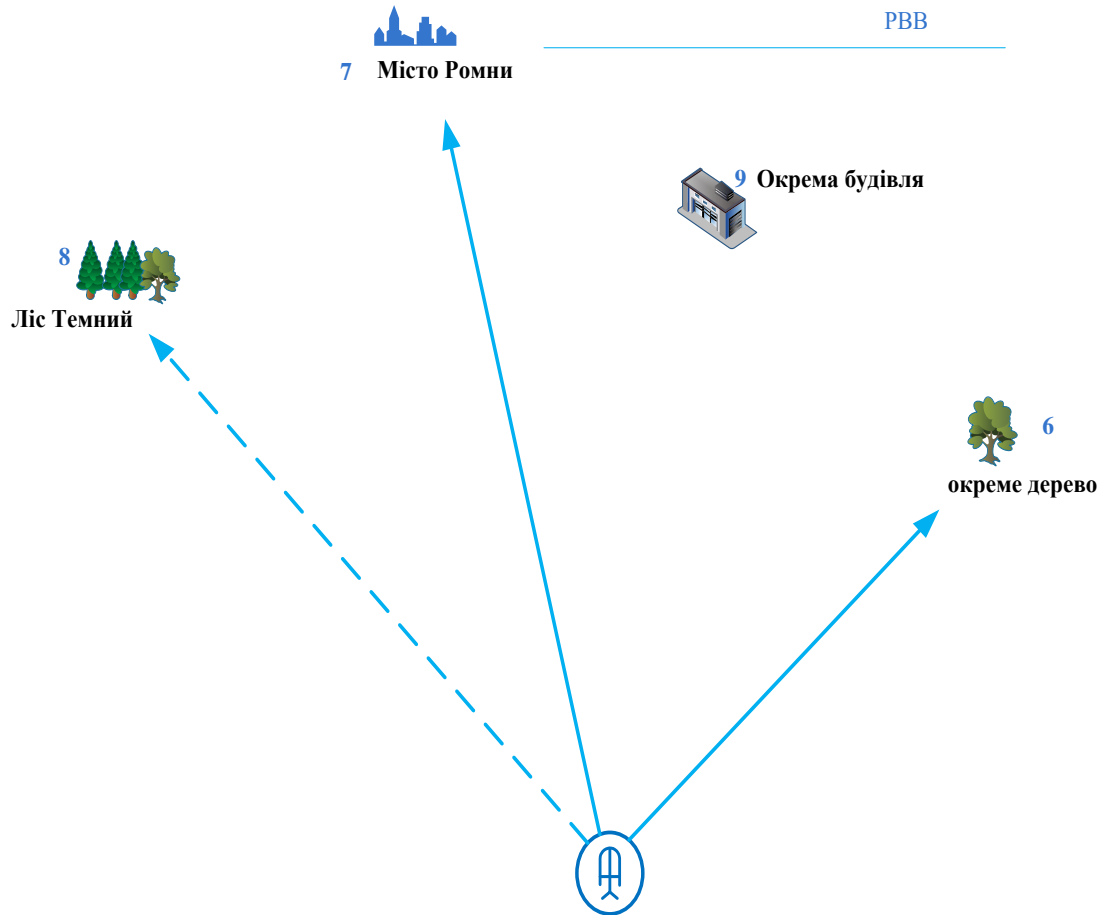 РВВ
7 Місто Ромни
9 Окрема будівля
8
Ліс Темний
6
окреме дерево